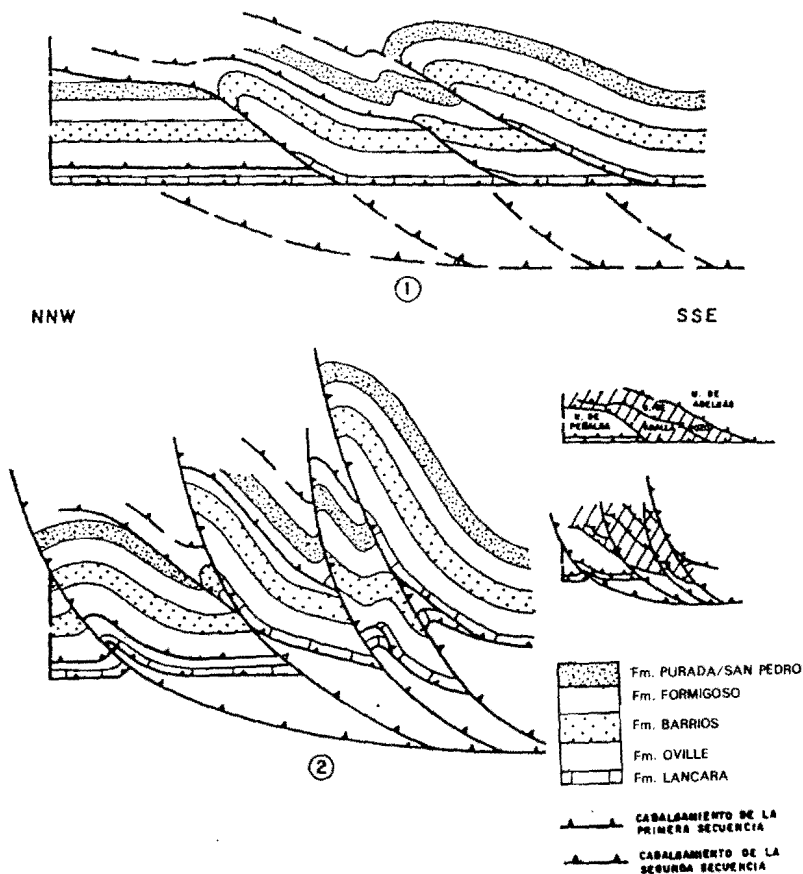 1
NNW
SSE
M. DE ABELGAS
M. DE PEÑALBA
2
Fm. PURADA/SAN PEDRO
Fm. FORMIGOSO
Fm. BARRIOS
Fm. OVILLE
Fm. LANCARA
CABALGAMIENTO DE LA PRIMERA SECUENCIA
CABALGAMIENTO DE LA SEGUNDA SECUENCIA